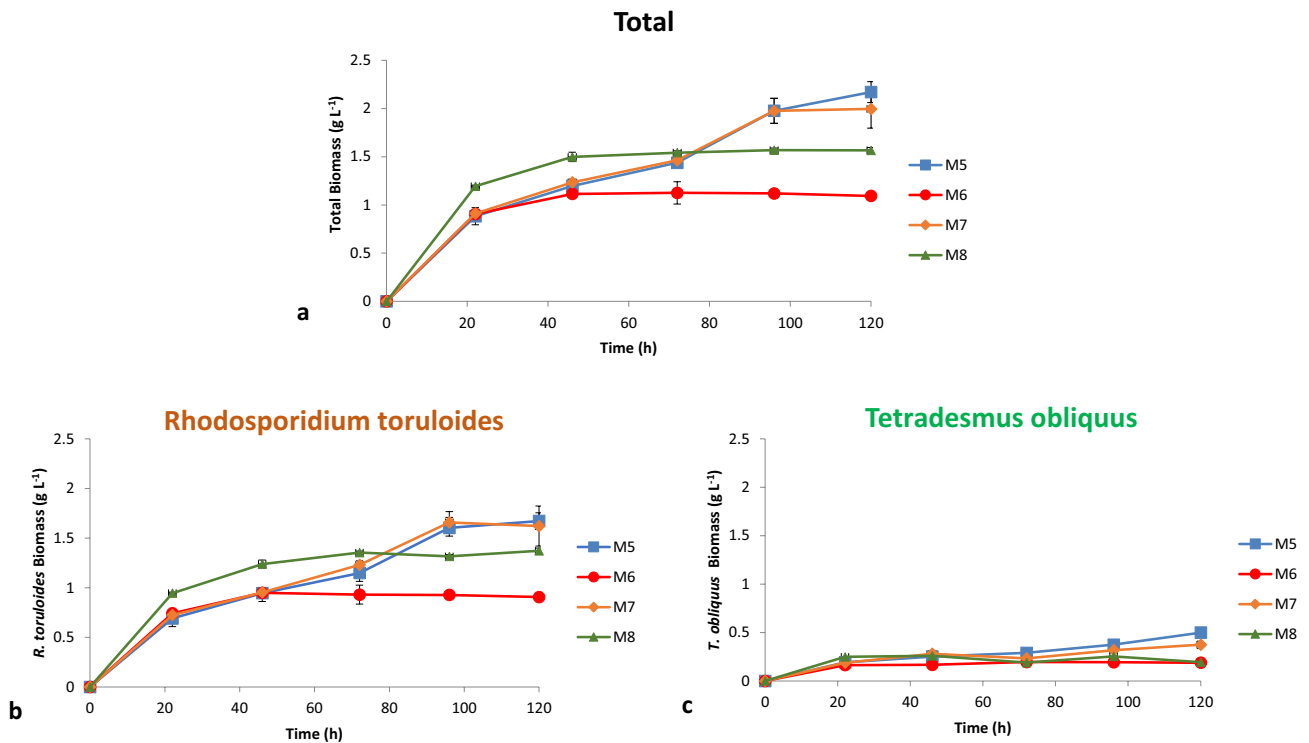 Total
2.5
2
1.5
1
0.5
0
Total Biomass (g L-1)
0 20 40 60 80 100 120
Time (h)
M5
M6
M7
M8
a
Rhodosporidium toruloides
2.5
2
1.5
1
0.5
0
R. toruloides Biomass (g L-1)
0 20 40 60 80 100 120
Time (h)
M5
M6
M7
M8
b
Tetradesmus obliquus
2.5
2
1.5
1
0.5
0
T. obliquus Biomass (g L-1)
0 20 40 60 80 100 120
Time (h)
M5
M6
M7
M8
c